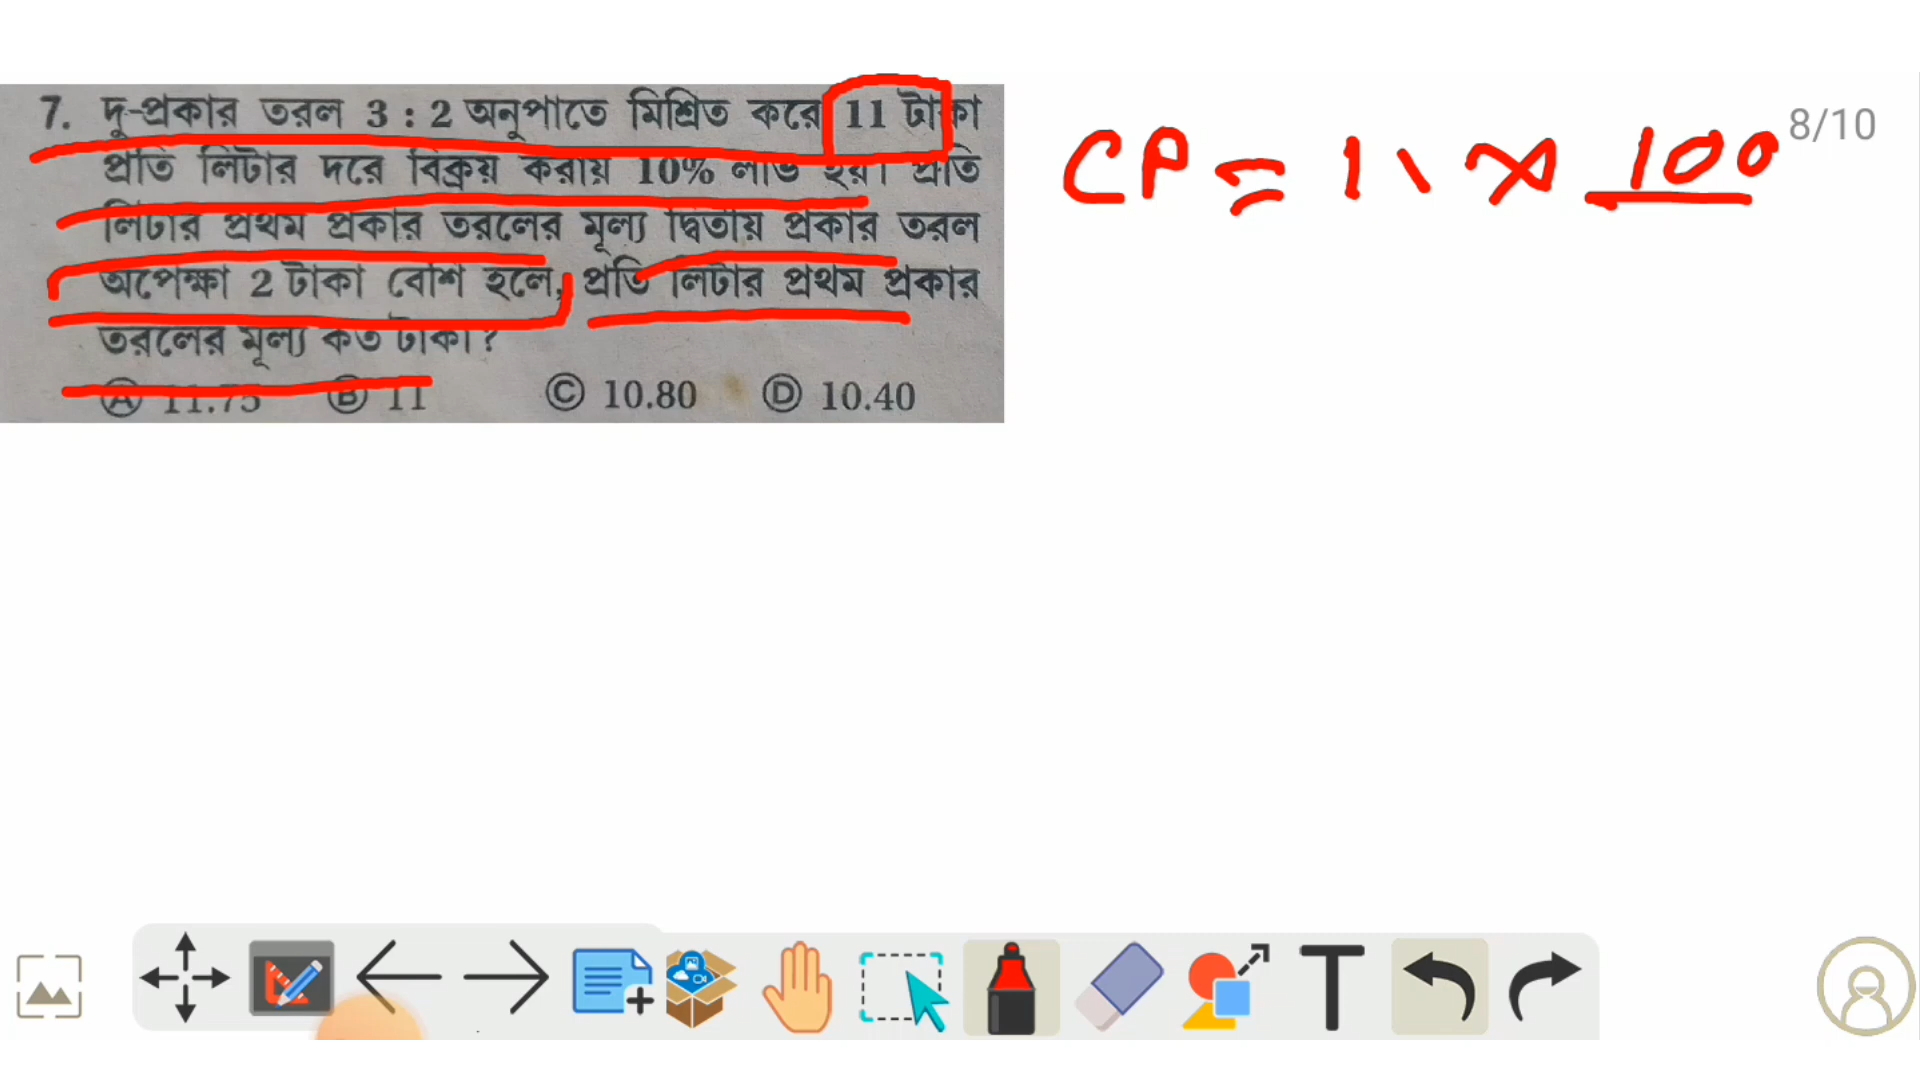 7. দু-প্রকার তরল 3 : 2 অনুপাতে মিশ্রিত করে 11 টাকা
প্রতি লিটার দরে বিক্রয় করায় 10% লাভ হয়। প্রতি
লিটার প্রথম প্রকার তরলের মূল্য দ্বিতীয় প্রকার তরল
অপেক্ষা 2 টাকা বেশি হলে, প্রতি লিটার প্রথম প্রকার
তরলের মূল্য কত টাকা?
Ⓐ 11.75 Ⓑ 11 Ⓒ 10.80 Ⓓ 10.40
CP = 11 × 100
8/10
T